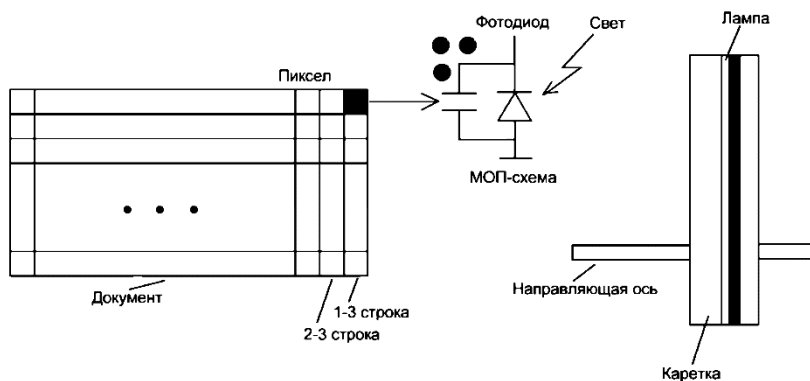 Фотодиод
Свет
Лампа
Пиксел
МОП-схема
Направляющая ось
Документ
1-3 строка
2-3 строка
Каретка